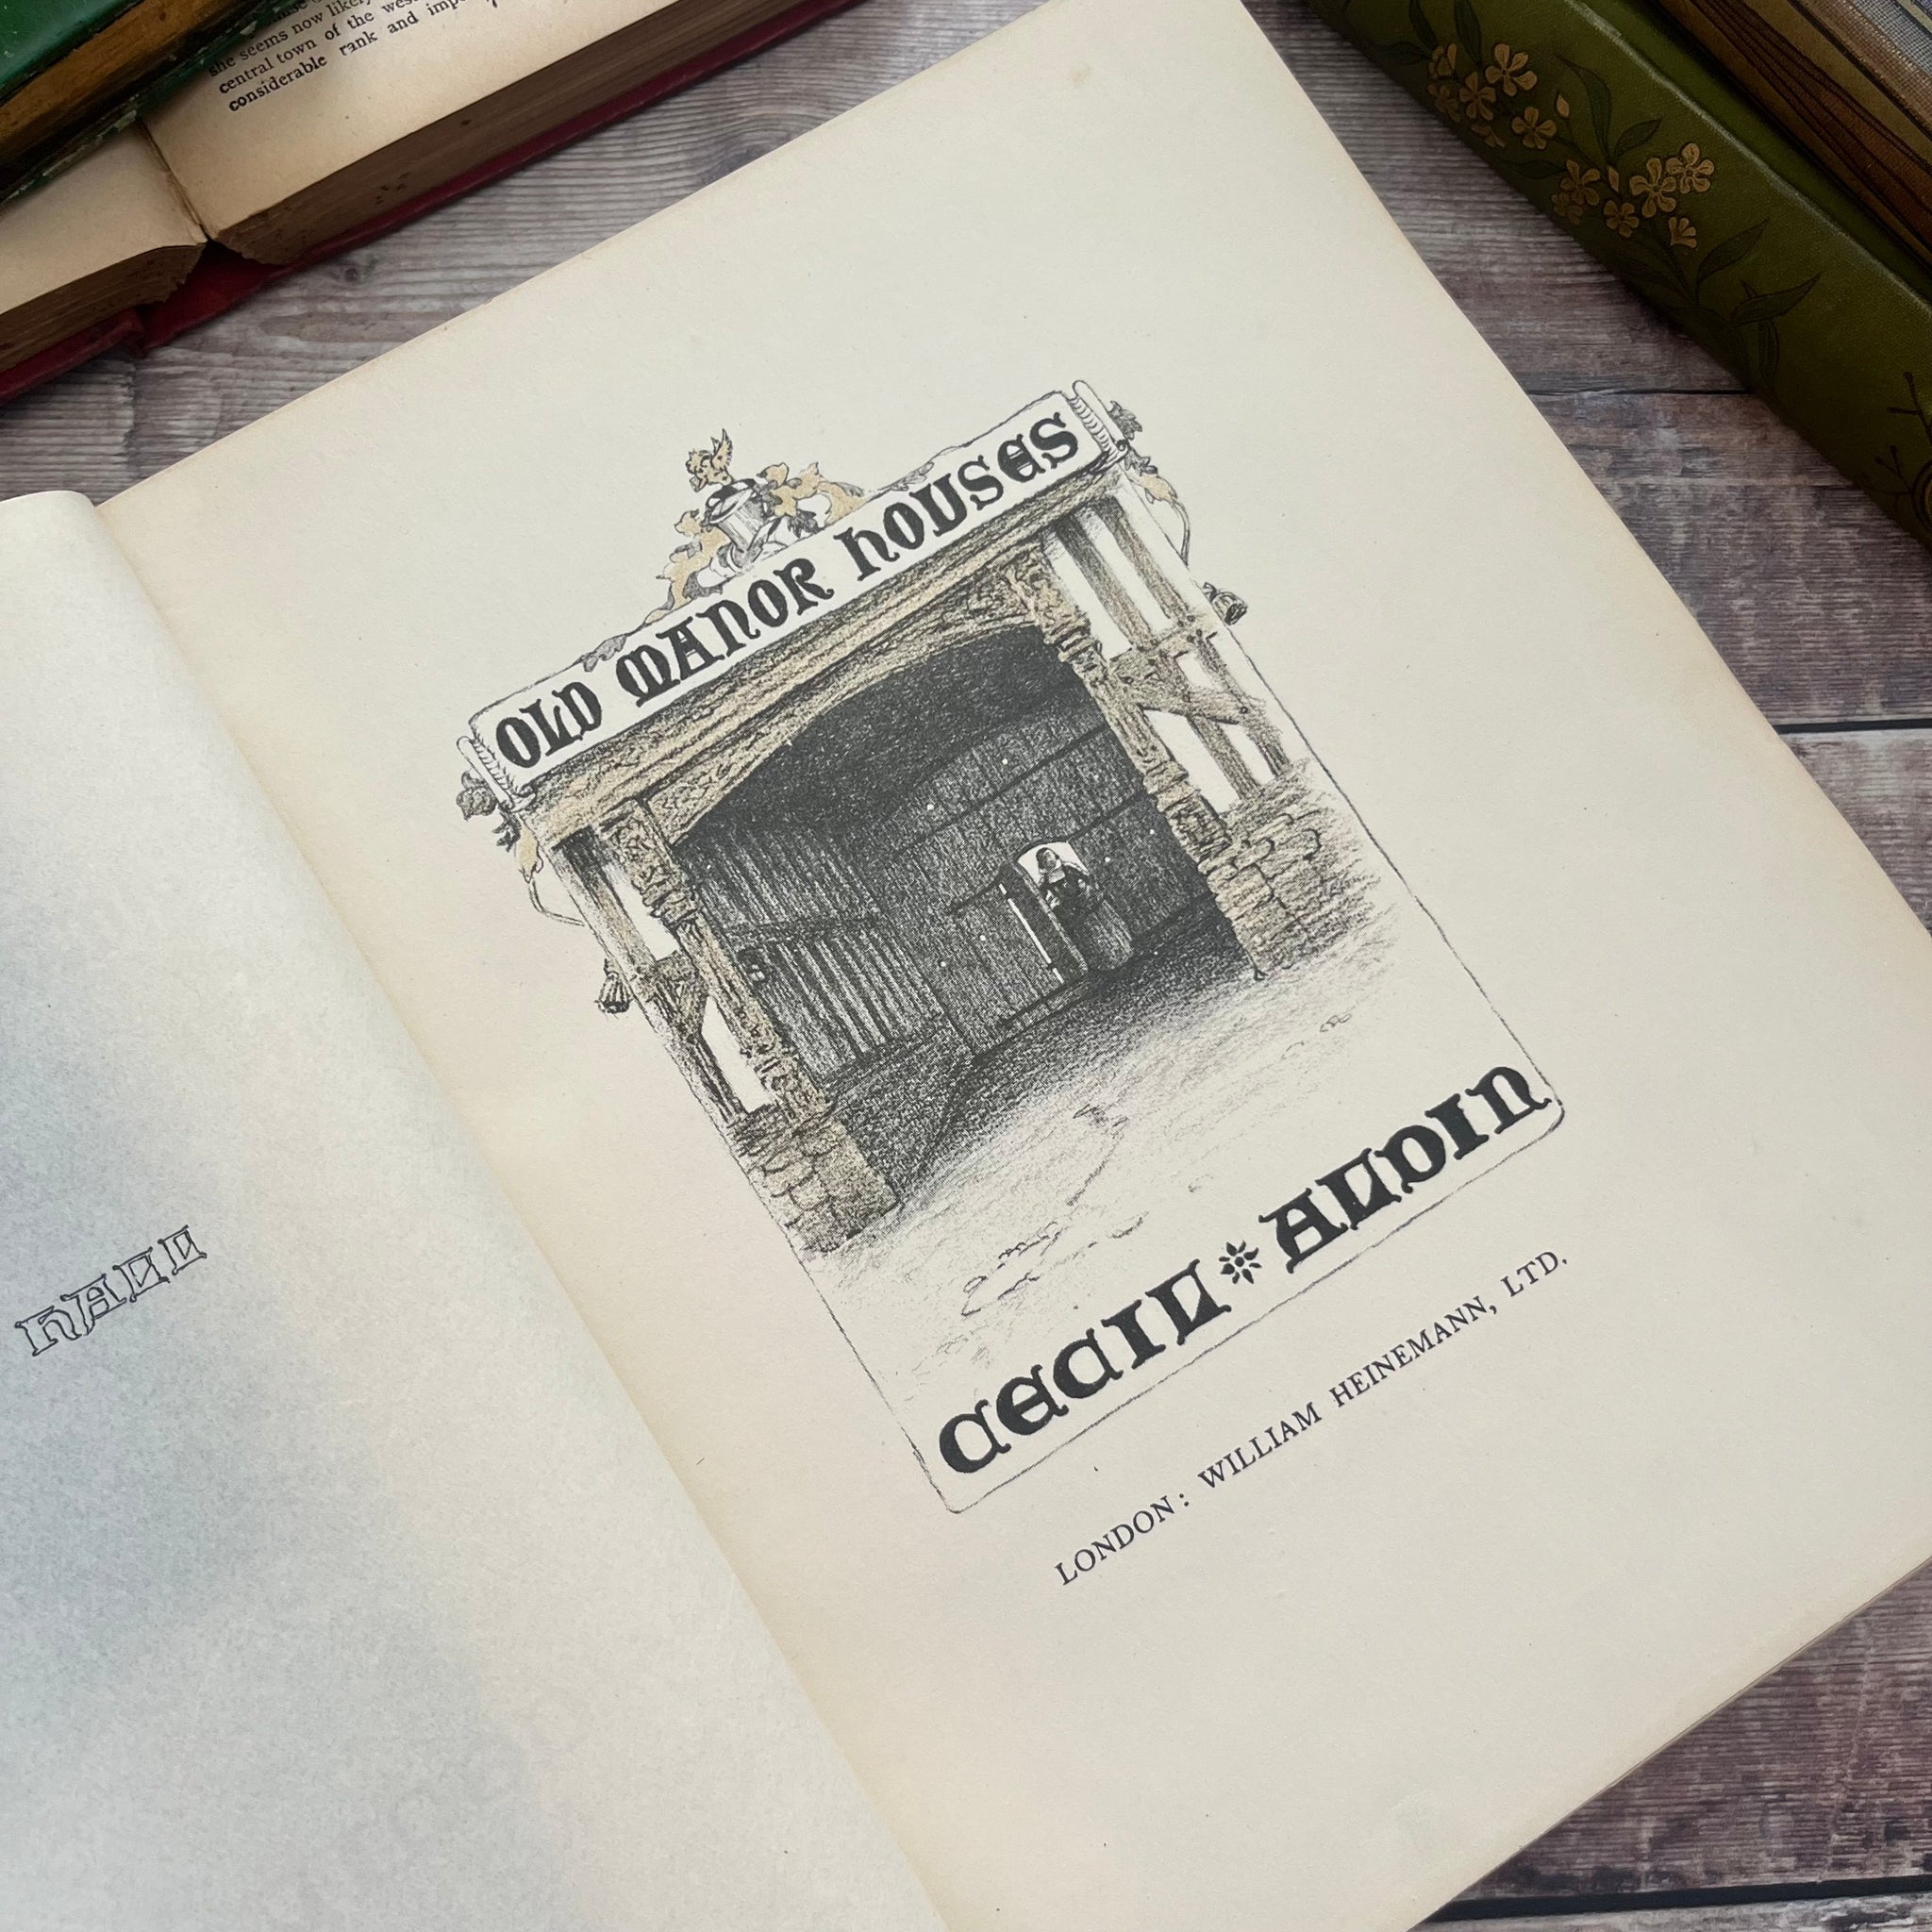 she seems now likely
central town of the west
considerable rank and
OLD MANOR HOUSES
CECIL ALDIN
LONDON: WILLIAM HEINEMANN, LTD.
HALL